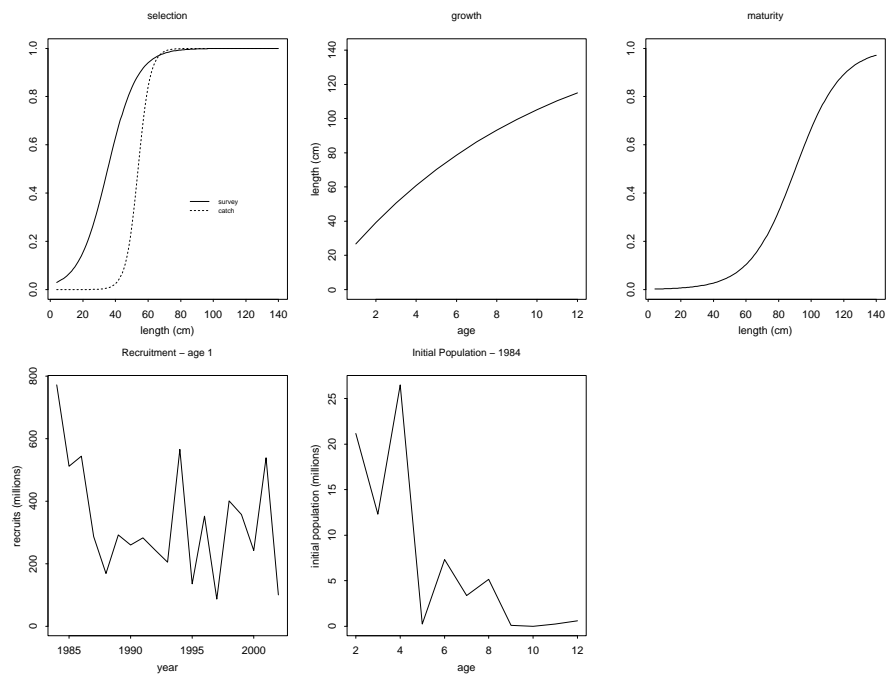 selection
growth
maturity
0.0 0.2 0.4 0.6 0.8 1.0
survey
catch
0 20 40 60 80 100 120 140
length (cm)
length (cm)
0 20 40 60 80 100 120 140
2 4 6 8 10 12
age
0.0 0.2 0.4 0.6 0.8 1.0
0 20 40 60 80 100 120 140
length (cm)
Recruitment – age 1
Initial Population – 1984
recruits (millions)
0 200 400 600 800
1985 1990 1995 2000
year
initial population (millions)
0 5 10 15 20 25
2 4 6 8 10 12
age